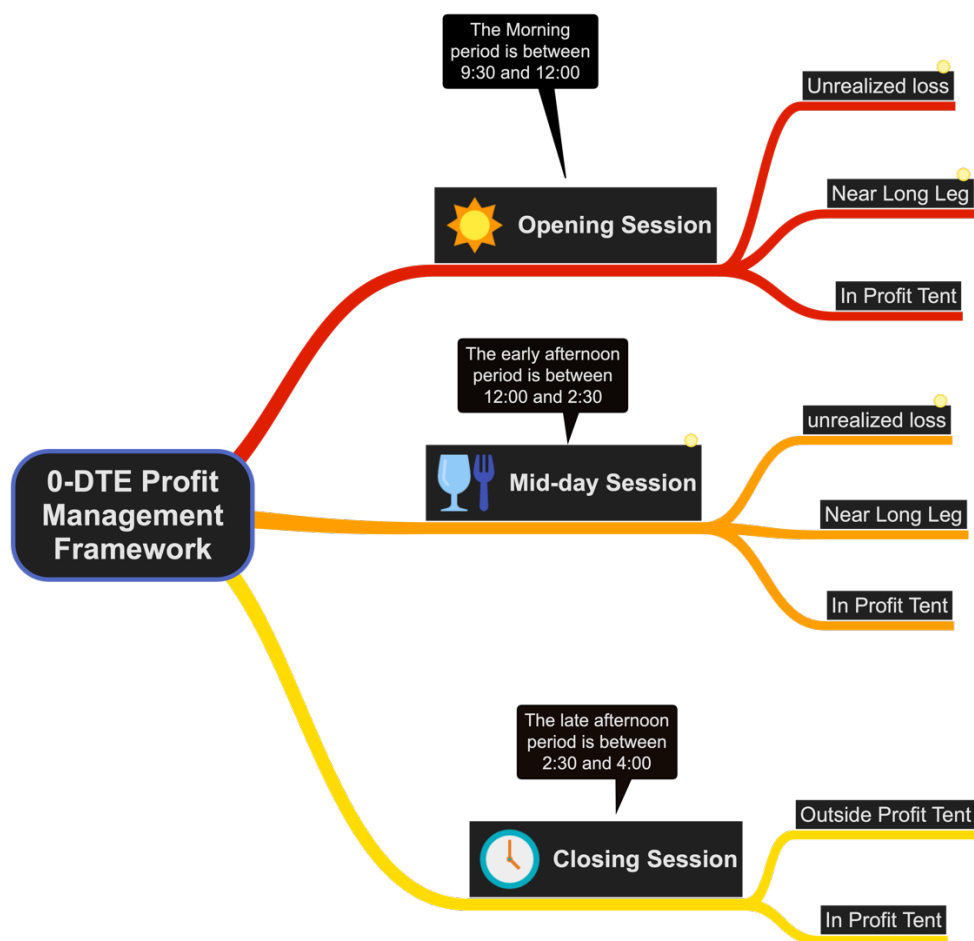 The Morning
period is between
9:30 and 12:00
Unrealized loss
Near Long Leg
Opening Session
In Profit Tent
The early afternoon
period is between
12:00 and 2:30
unrealized loss
Mid-day Session
Near Long Leg
0-DTE Profit
Management
Framework
In Profit Tent
The late afternoon
period is between
2:30 and 4:00
Outside Profit Tent
Closing Session
In Profit Tent